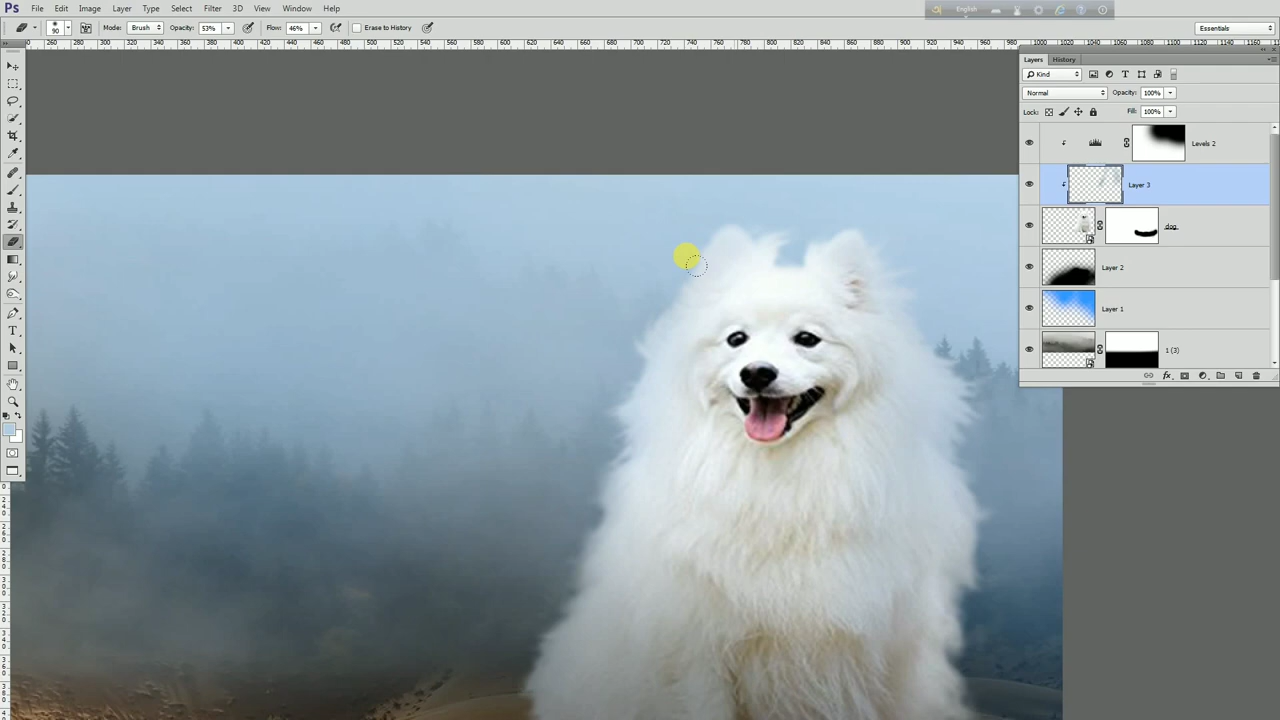 Ps File Edit Image Layer Type Select Filter 3D View Window Help
English
90 Mode: Brush Opacity: 53% Flow: 46% Erase to History Essentials
Layers History
Kind
Normal Opacity: 100%
Lock: Fill: 100%
Levels 2
Layer 3
dog
Layer 2
Layer 1
1 (3)